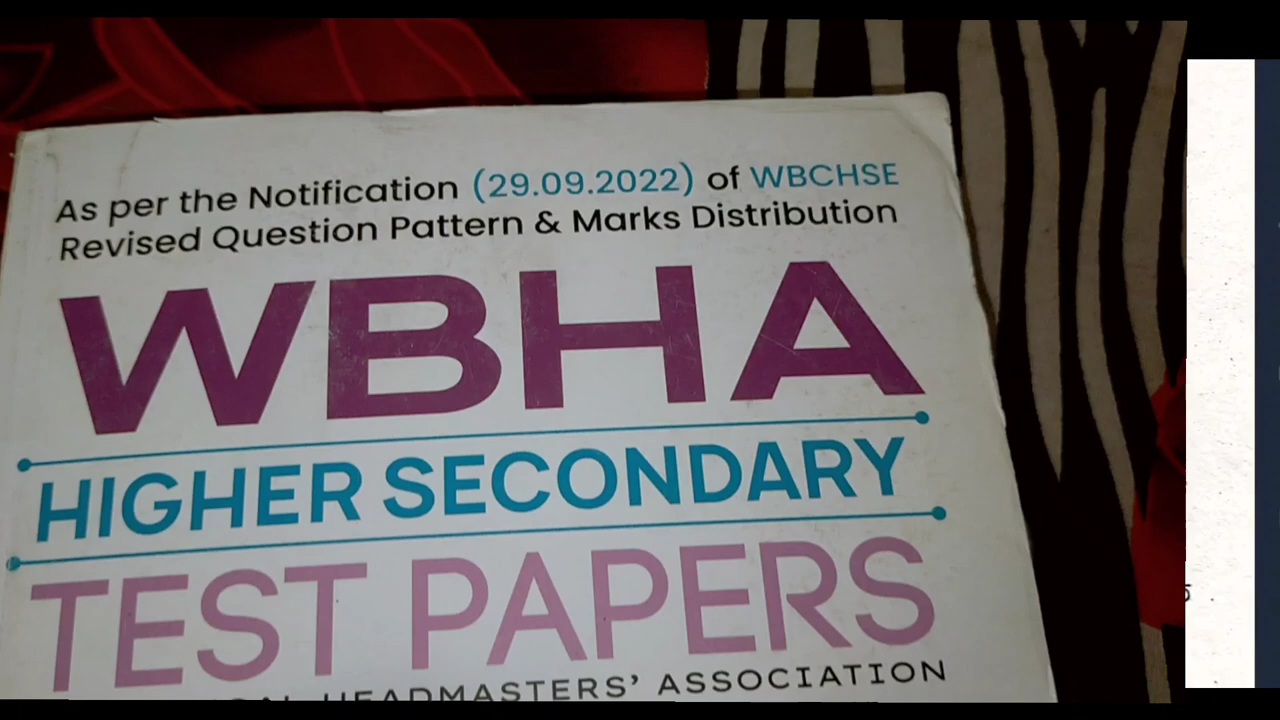 As per the Notification (29.09.2022) of WBCHSE
Revised Question Pattern & Marks Distribution
WBHA
HIGHER SECONDARY
TEST PAPERS
HEADMASTERS' ASSOCIATION